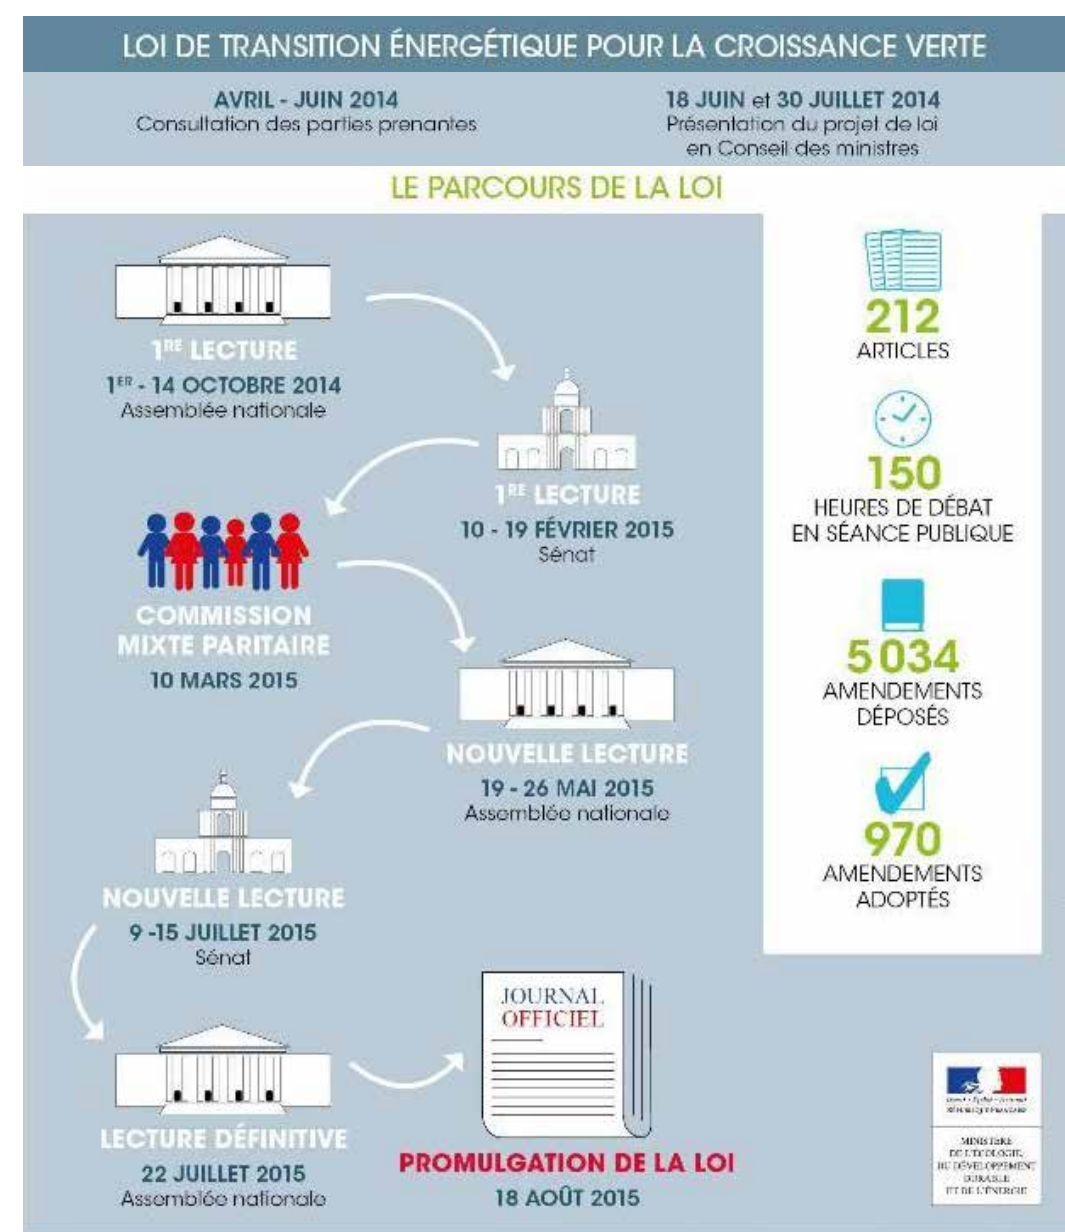 LOI DE TRANSITION ÉNERGÉTIQUE POUR LA CROISSANCE VERTE
AVRIL - JUIN 2014
Consultation des parties prenantes
18 JUIN et 30 JUILLET 2014
Présentation du projet de loi
en Conseil des ministres
LE PARCOURS DE LA LOI
1RE LECTURE
1ER - 14 OCTOBRE 2014
Assemblée nationale
1RE LECTURE
10 - 19 FÉVRIER 2015
Sénat
COMMISSION
MIXTE PARITAIRE
10 MARS 2015
NOUVELLE LECTURE
19 - 26 MAI 2015
Assemblée nationale
NOUVELLE LECTURE
9 -15 JUILLET 2015
Sénat
LECTURE DÉFINITIVE
22 JUILLET 2015
Assemblée nationale
JOURNAL
OFFICIEL
PROMULGATION DE LA LOI
18 AOÛT 2015
212
ARTICLES
150
HEURES DE DÉBAT
EN SÉANCE PUBLIQUE
5 034
AMENDEMENTS
DÉPOSÉS
970
AMENDEMENTS
ADOPTÉS
RÉPUBLIQUE FRANÇAISE
MINISTÈRE
DE L'ÉCOLOGIE,
DU DÉVELOPPEMENT
DURABLE
ET DE L'ÉNERGIE